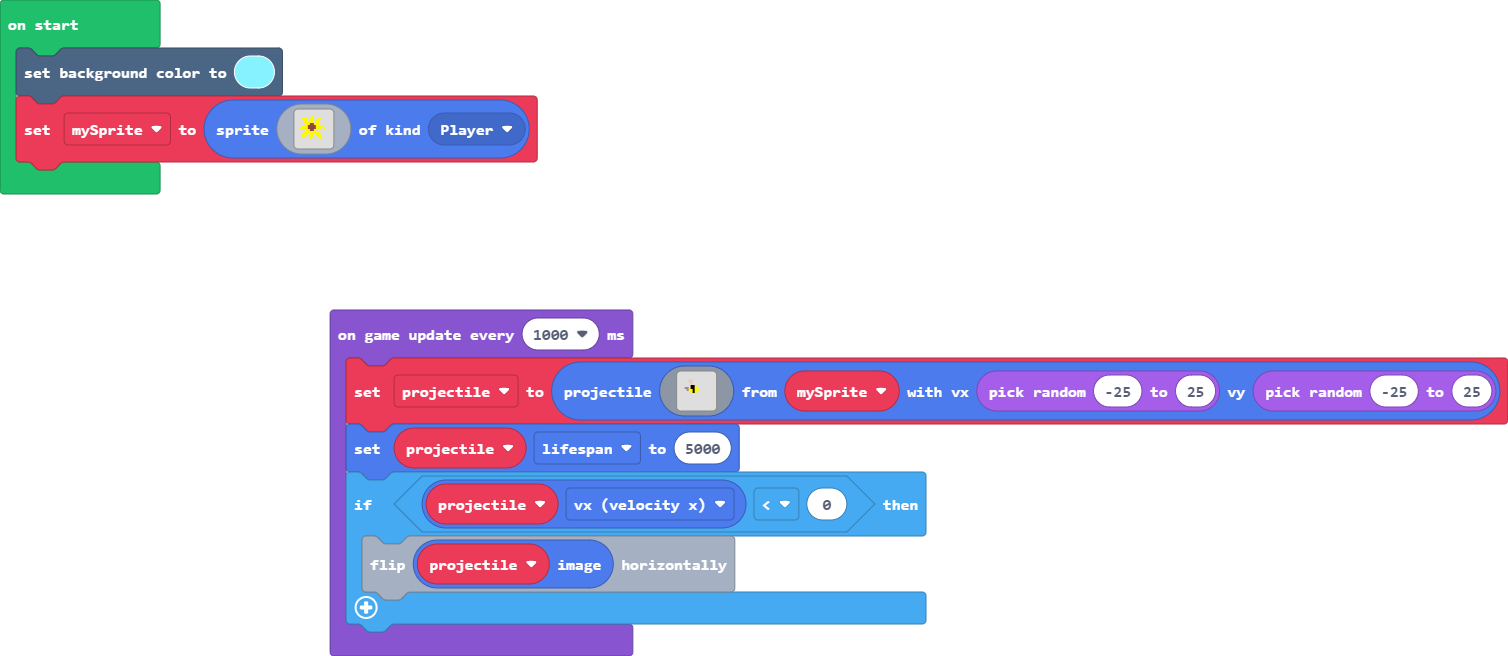 on start
set background color to
set mySprite to sprite of kind Player
on game update every 1000 ms
set projectile to projectile from mySprite with vx pick random -25 to 25 vy pick random -25 to 25
set projectile lifespan to 5000
if projectile vx (velocity x) < 0 then
flip projectile image horizontally